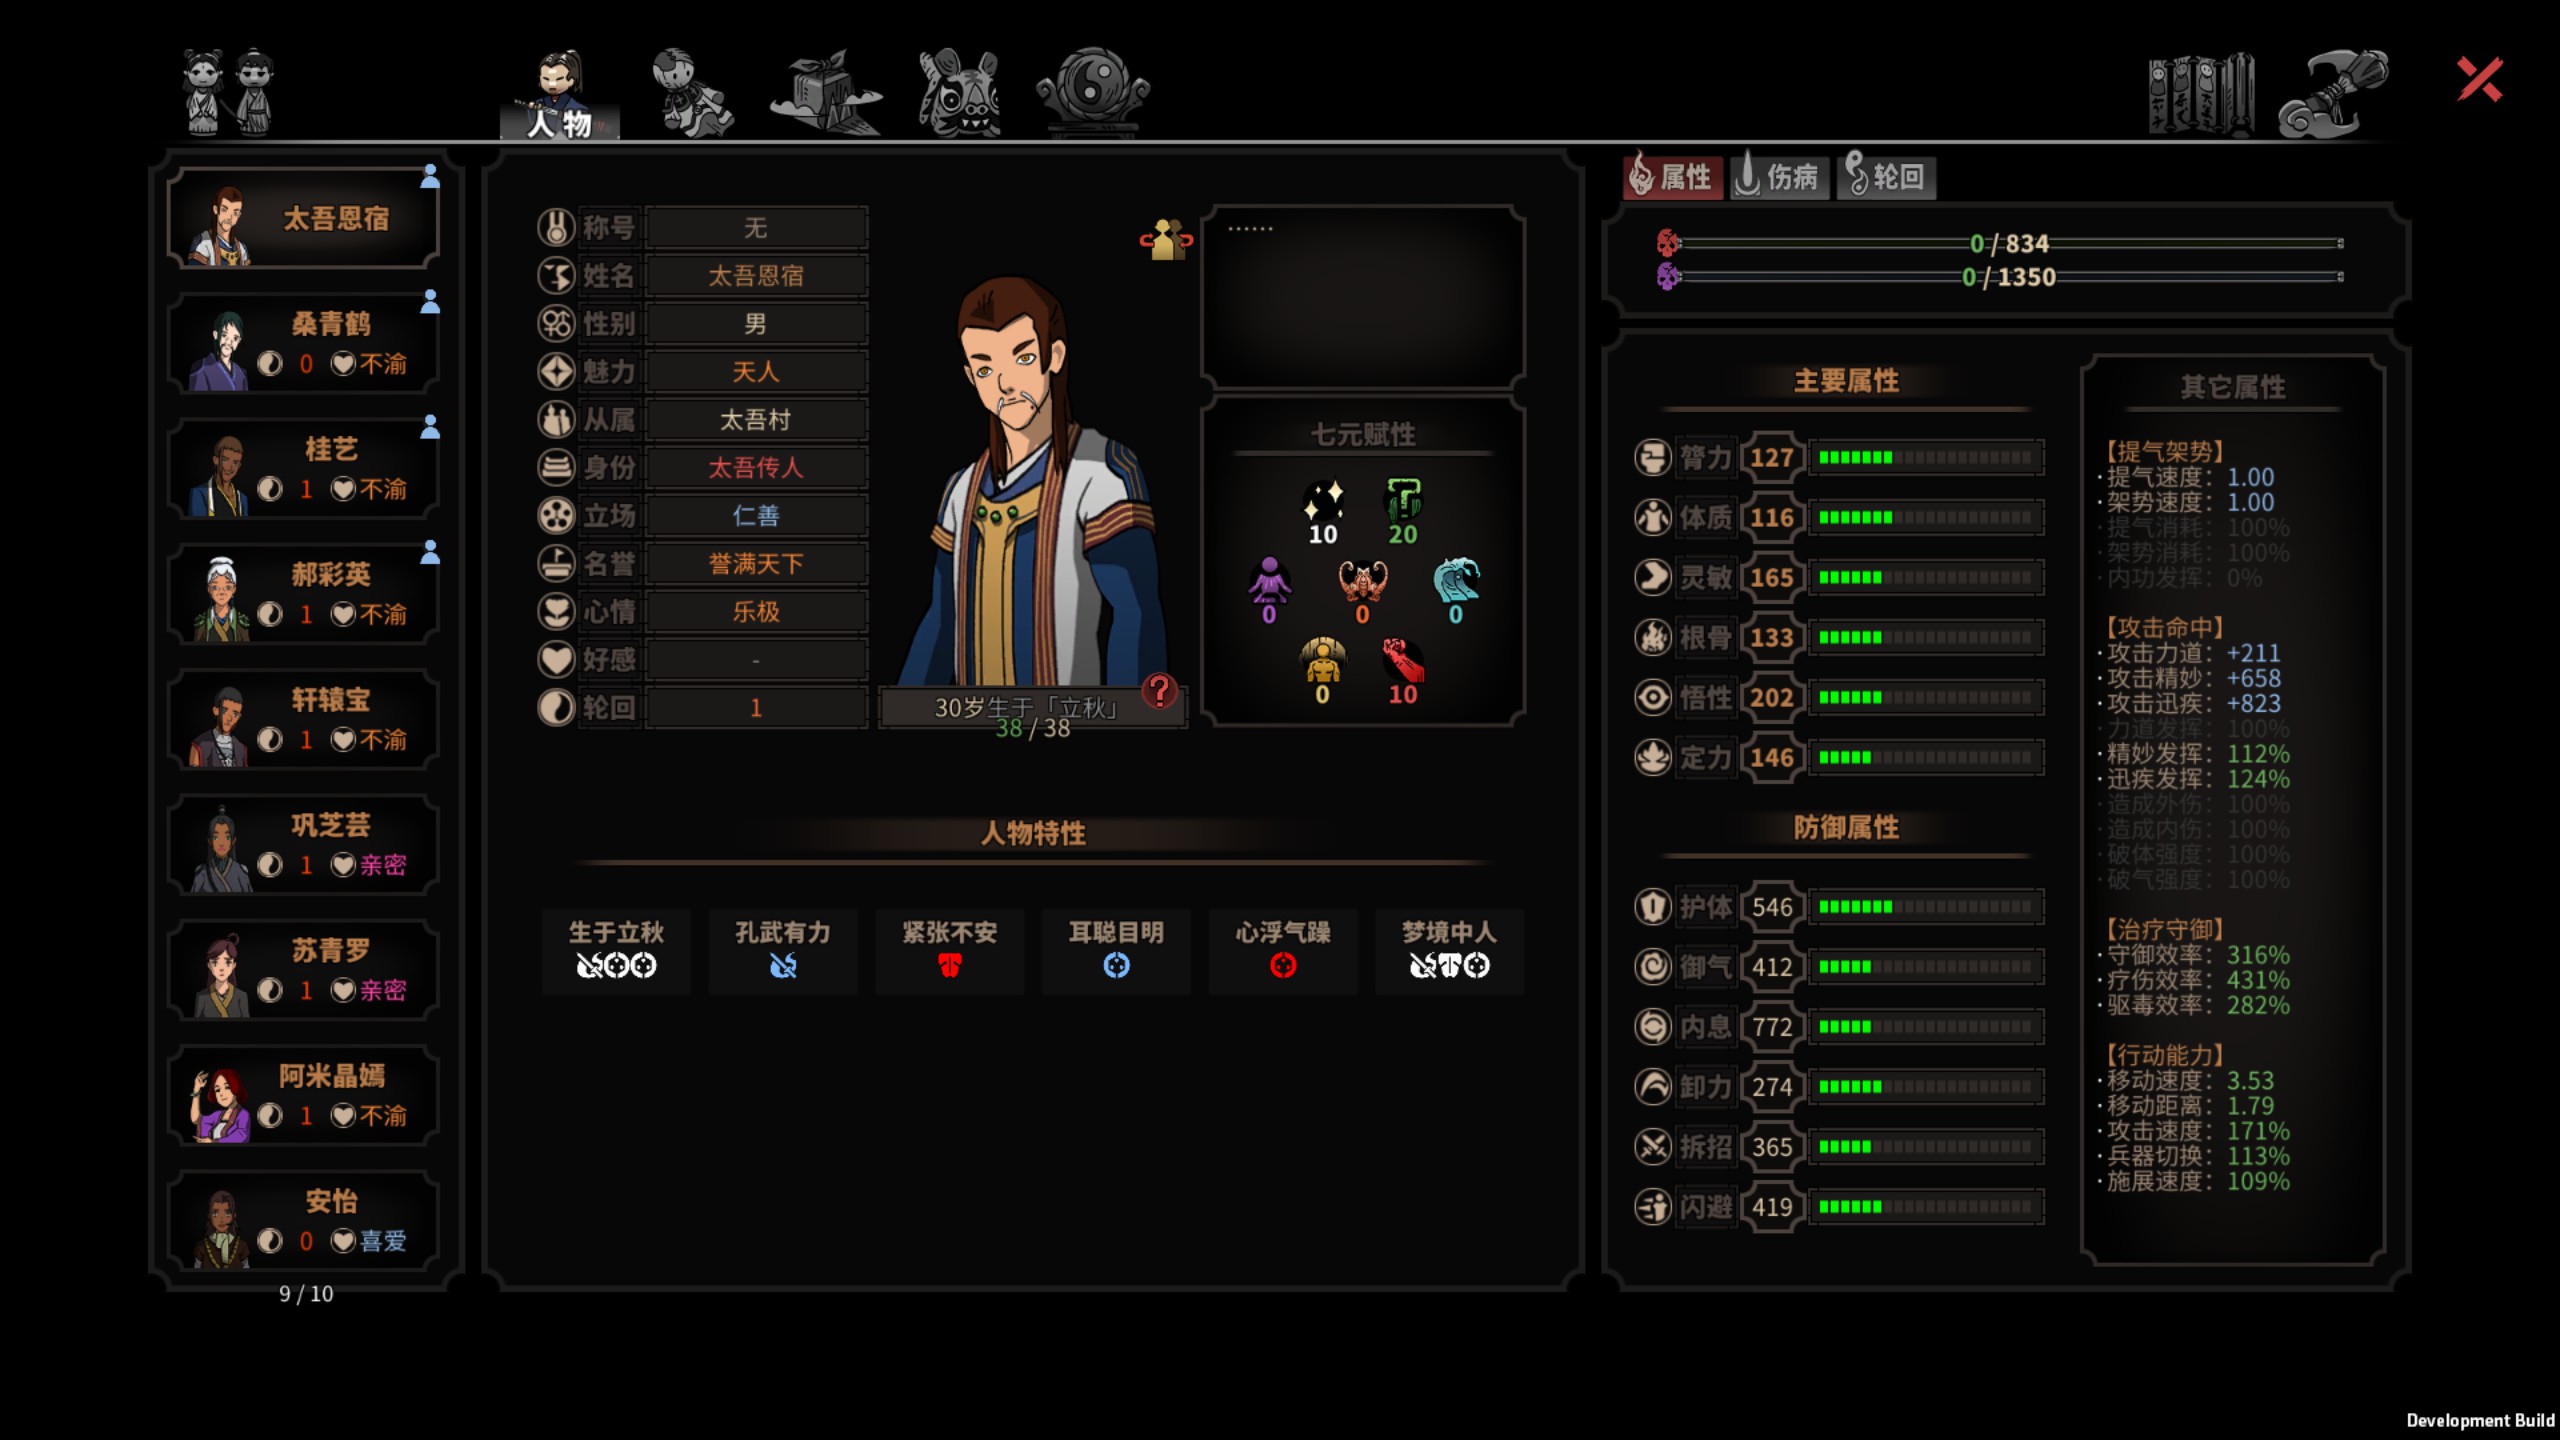 人物
太吾恩宿
桑青鹤
0 不渝
桂艺
1 不渝
郝彩英
1 不渝
轩辕宝
1 不渝
巩芝芸
1 亲密
苏青罗
1 亲密
阿米晶嫣
1 不渝
安怡
0 喜爱
9 / 10
称号 无
姓名 太吾恩宿
性别 男
魅力 天人
从属 太吾村
身份 太吾传人
立场 仁善
名誉 誉满天下
心情 乐极
好感 -
轮回 1
30岁生于「立秋」
38 / 38
……
七元赋性
10 20
0 0 0
0 10
人物特性
生于立秋 孔武有力 紧张不安 耳聪目明 心浮气躁 梦境中人
属性 伤病 轮回
0 / 834
0 / 1350
主要属性
膂力 127
体质 116
灵敏 165
根骨 133
悟性 202
定力 146
防御属性
护体 546
御气 412
内息 772
卸力 274
拆招 365
闪避 419
其它属性
【提气架势】
·提气速度：1.00
·架势速度：1.00
·提气消耗：100%
·架势消耗：100%
·内功发挥：0%
【攻击命中】
·攻击力道：+211
·攻击精妙：+658
·攻击迅疾：+823
·力道发挥：100%
·精妙发挥：112%
·迅疾发挥：124%
·造成外伤：100%
·造成内伤：100%
·破体强度：100%
·破气强度：100%
【治疗守御】
·守御效率：316%
·疗伤效率：431%
·驱毒效率：282%
【行动能力】
·移动速度：3.53
·移动距离：1.79
·攻击速度：171%
·兵器切换：113%
·施展速度：109%
Development Build